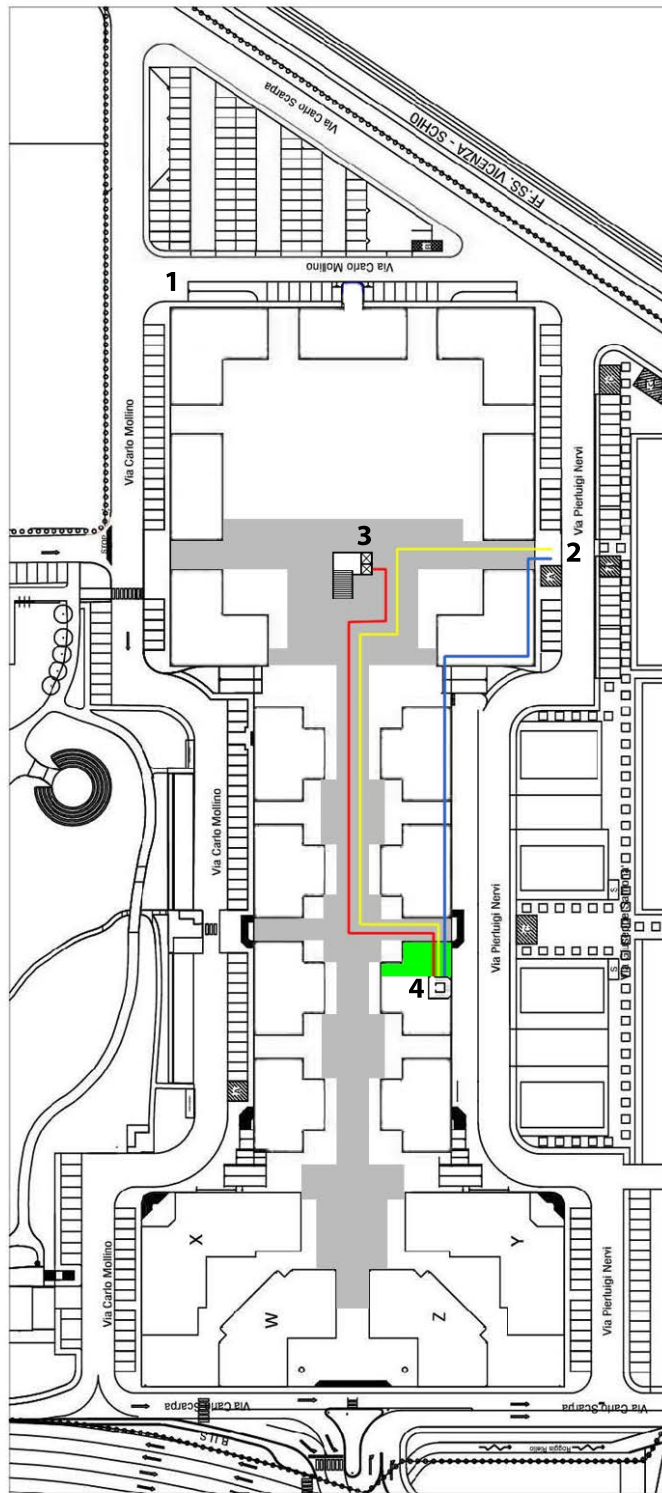 Via Carlo Scarpa
FF.SS. VICENZA - SCHIO
Via Carlo Mollino
1
Via Carlo Mollino
Via Pierluigi Nervi
STOP
3
2
Via Carlo Mollino
Via Pierluigi Nervi
S
S
4
X
Y
Via Carlo Mollino
W
Z
Via Pierluigi Nervi
Via Carlo Scarpa
Via Carlo Scarpa
BUS
Roggia Riello